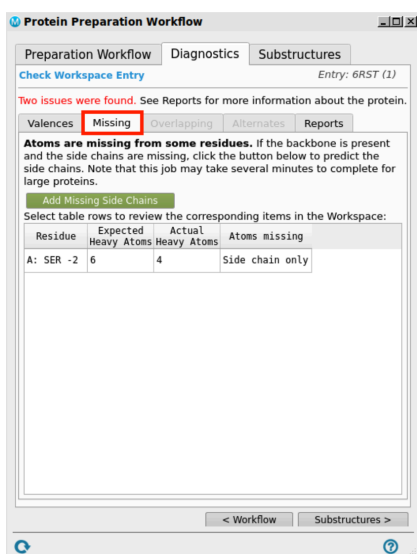 Protein Preparation Workflow
Preparation Workflow Diagnostics Substructures
Check Workspace Entry Entry: 6RST (1)
Two issues were found. See Reports for more information about the protein.
Valences Missing Overlapping Alternates Reports
Atoms are missing from some residues. If the backbone is present
and the side chains are missing, click the button below to predict the
side chains. Note that this job may take several minutes to complete for
large proteins.
Add Missing Side Chains
Select table rows to review the corresponding items in the Workspace:
Residue Expected Heavy Atoms Actual Heavy Atoms Atoms missing
A: SER -2 6 4 Side chain only
< Workflow Substructures >